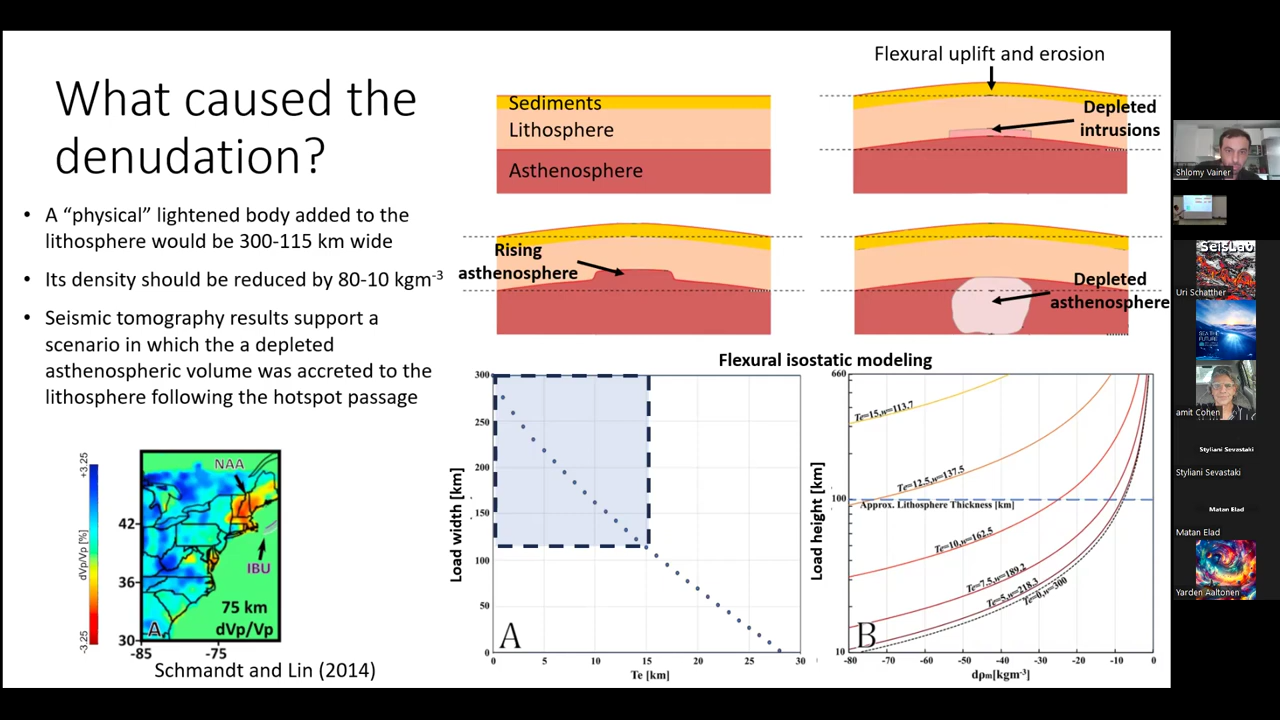 What caused the
denudation?
• A “physical” lightened body added to the
lithosphere would be 300-115 km wide
• Its density should be reduced by 80-10 kgm-3
• Seismic tomography results support a
scenario in which the a depleted
asthenospheric volume was accreted to the
lithosphere following the hotspot passage
+3.25
dVp/Vp [%]
-3.25
NAA
IBU
75 km
dVp/Vp
A
42
36
30
-85
-75
Schmandt and Lin (2014)
Sediments
Lithosphere
Asthenosphere
Flexural uplift and erosion
Depleted
intrusions
Rising
asthenosphere
Depleted
asthenosphere
Flexural isostatic modeling
Load width [km]
300
250
200
150
100
50
0
A
0 5 10 15 20 25 30
Te [km]
Load height [km]
660
100
10
Te=15,w=113.7
Te=12.5,w=137.5
Approx. Lithosphere Thickness [km]
Te=10,w=162.5
Te=7.5,w=189.2
Te=5,w=218.3
Te=0,w=300
B
-80 -70 -60 -50 -40 -30 -20 -10 0
dρm[kgm-3]
Shlomy Vainer
SeisLab
Uri Schattner
SEA THE
FUTURE
amit Cohen
Styliani Sevastaki
Styliani Sevastaki
Matan Elad
Matan Elad
Yarden Aaltonen